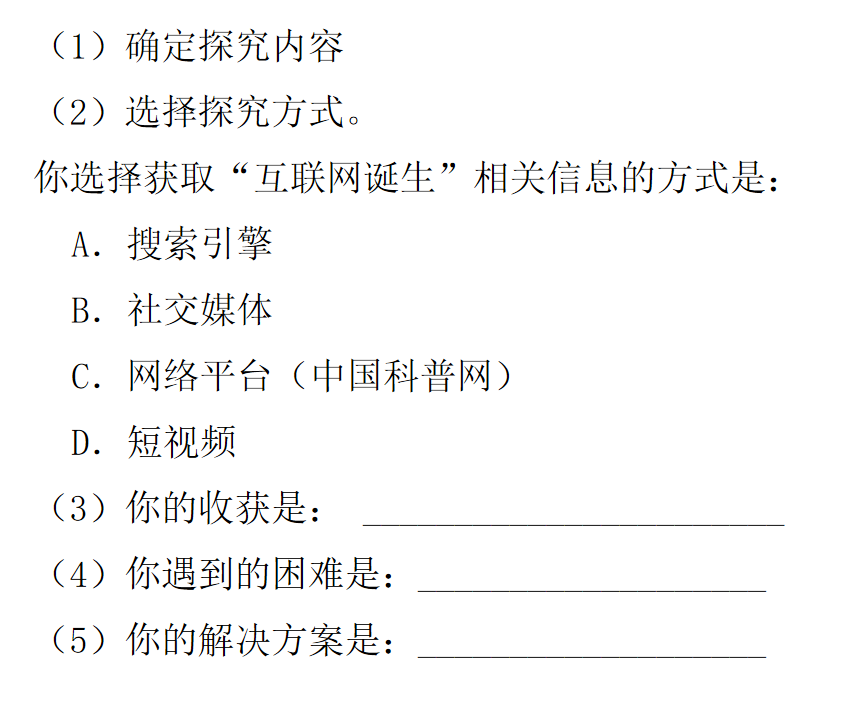 （1）确定探究内容
（2）选择探究方式。
你选择获取“互联网诞生”相关信息的方式是：
A. 搜索引擎
B. 社交媒体
C. 网络平台（中国科普网）
D. 短视频
（3）你的收获是： _______________________
（4）你遇到的困难是：___________________
（5）你的解决方案是：___________________